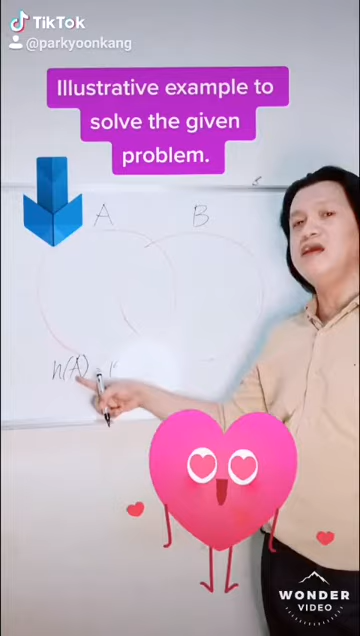 TikTok
@parkyoonkang
Illustrative example to
solve the given
problem.
A B
n(A)
WONDER
VIDEO